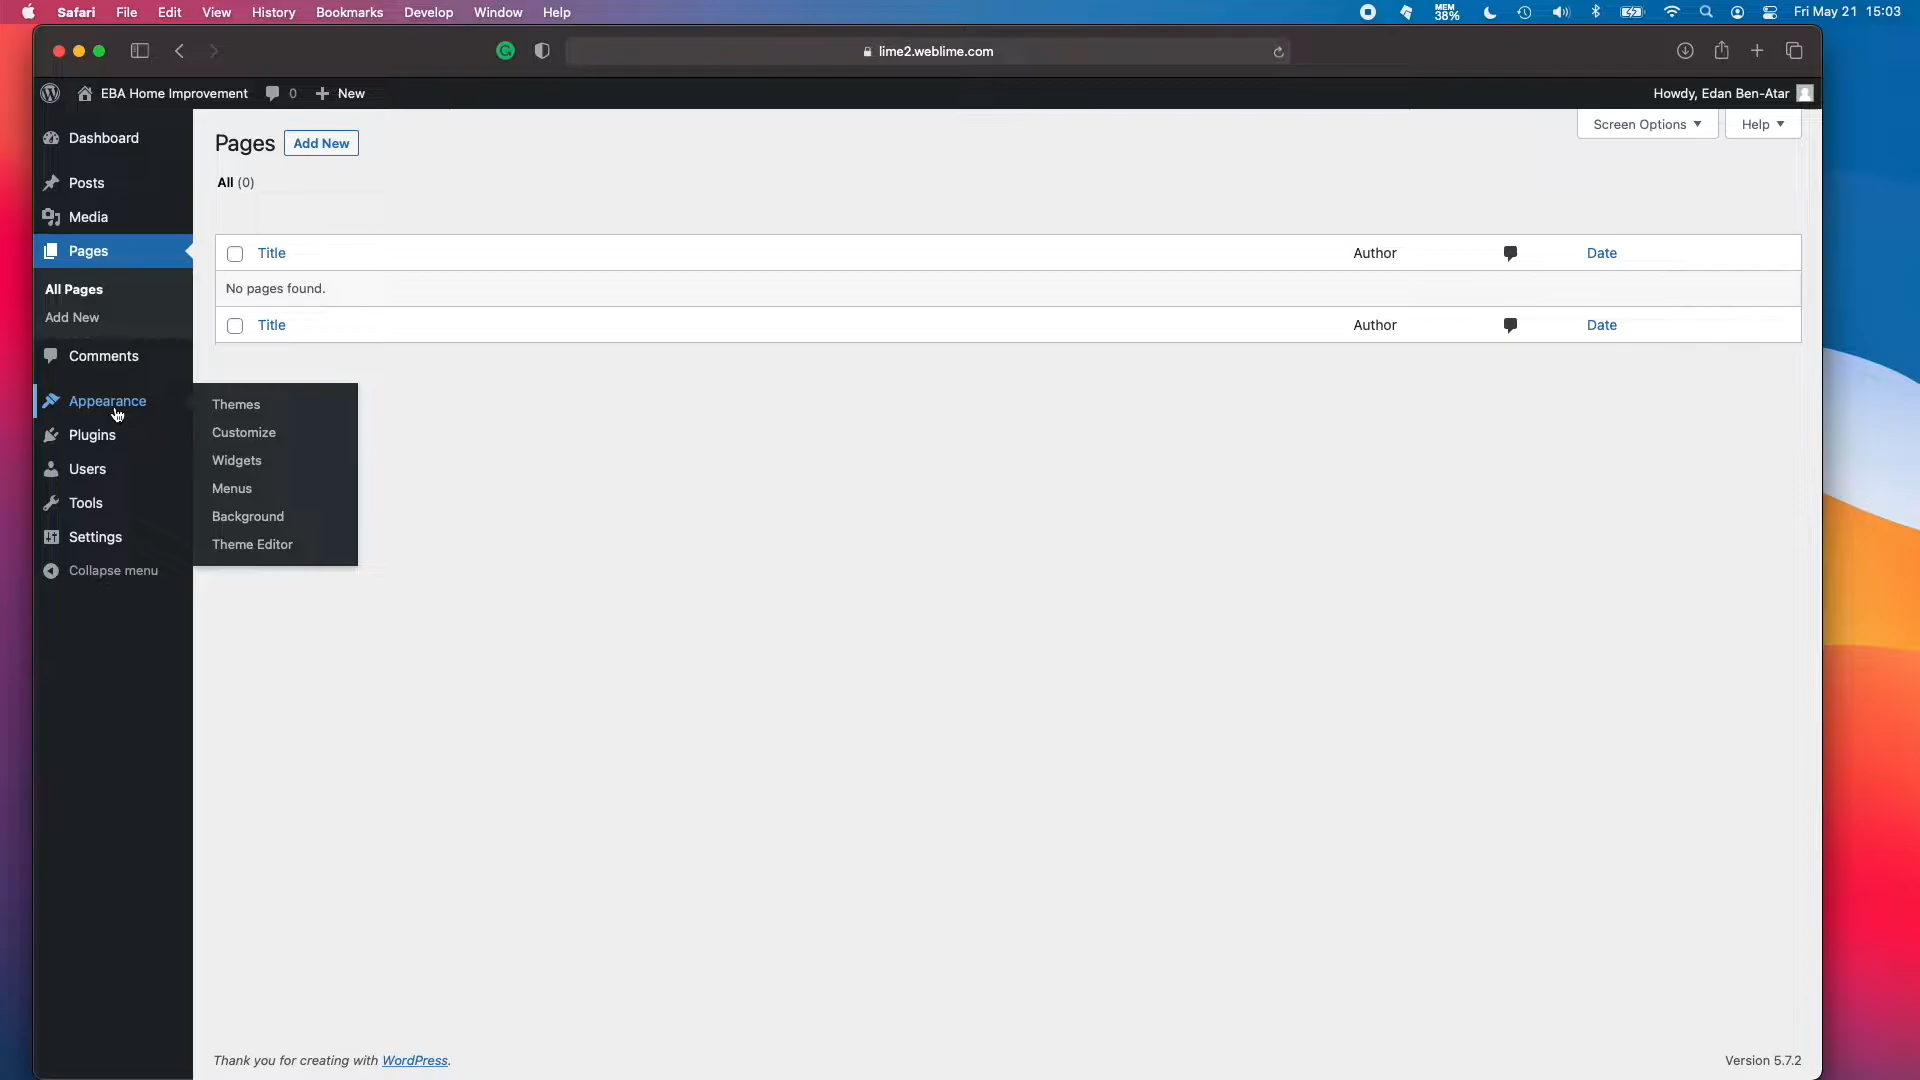 Safari File Edit View History Bookmarks Develop Window Help MEM 38% Fri May 21 15:03
lime2.weblime.com
EBA Home Improvement 0 New Howdy, Edan Ben-Atar
Dashboard
Posts
Media
Pages
All Pages
Add New
Comments
Appearance
Plugins
Users
Tools
Settings
Collapse menu
Themes
Customize
Widgets
Menus
Background
Theme Editor
Screen Options Help
Pages Add New
All (0)
Title Author Date
No pages found.
Title Author Date
Thank you for creating with WordPress. Version 5.7.2